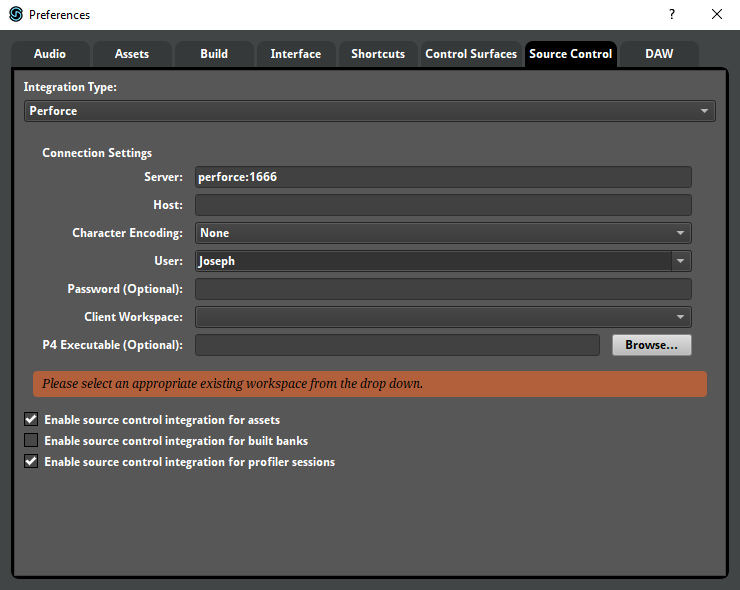 Preferences
?
Audio Assets Build Interface Shortcuts Control Surfaces Source Control DAW
Integration Type:
Perforce
Connection Settings
Server: perforce:1666
Host:
Character Encoding: None
User: Joseph
Password (Optional):
Client Workspace:
P4 Executable (Optional): Browse...
Please select an appropriate existing workspace from the drop down.
Enable source control integration for assets
Enable source control integration for built banks
Enable source control integration for profiler sessions